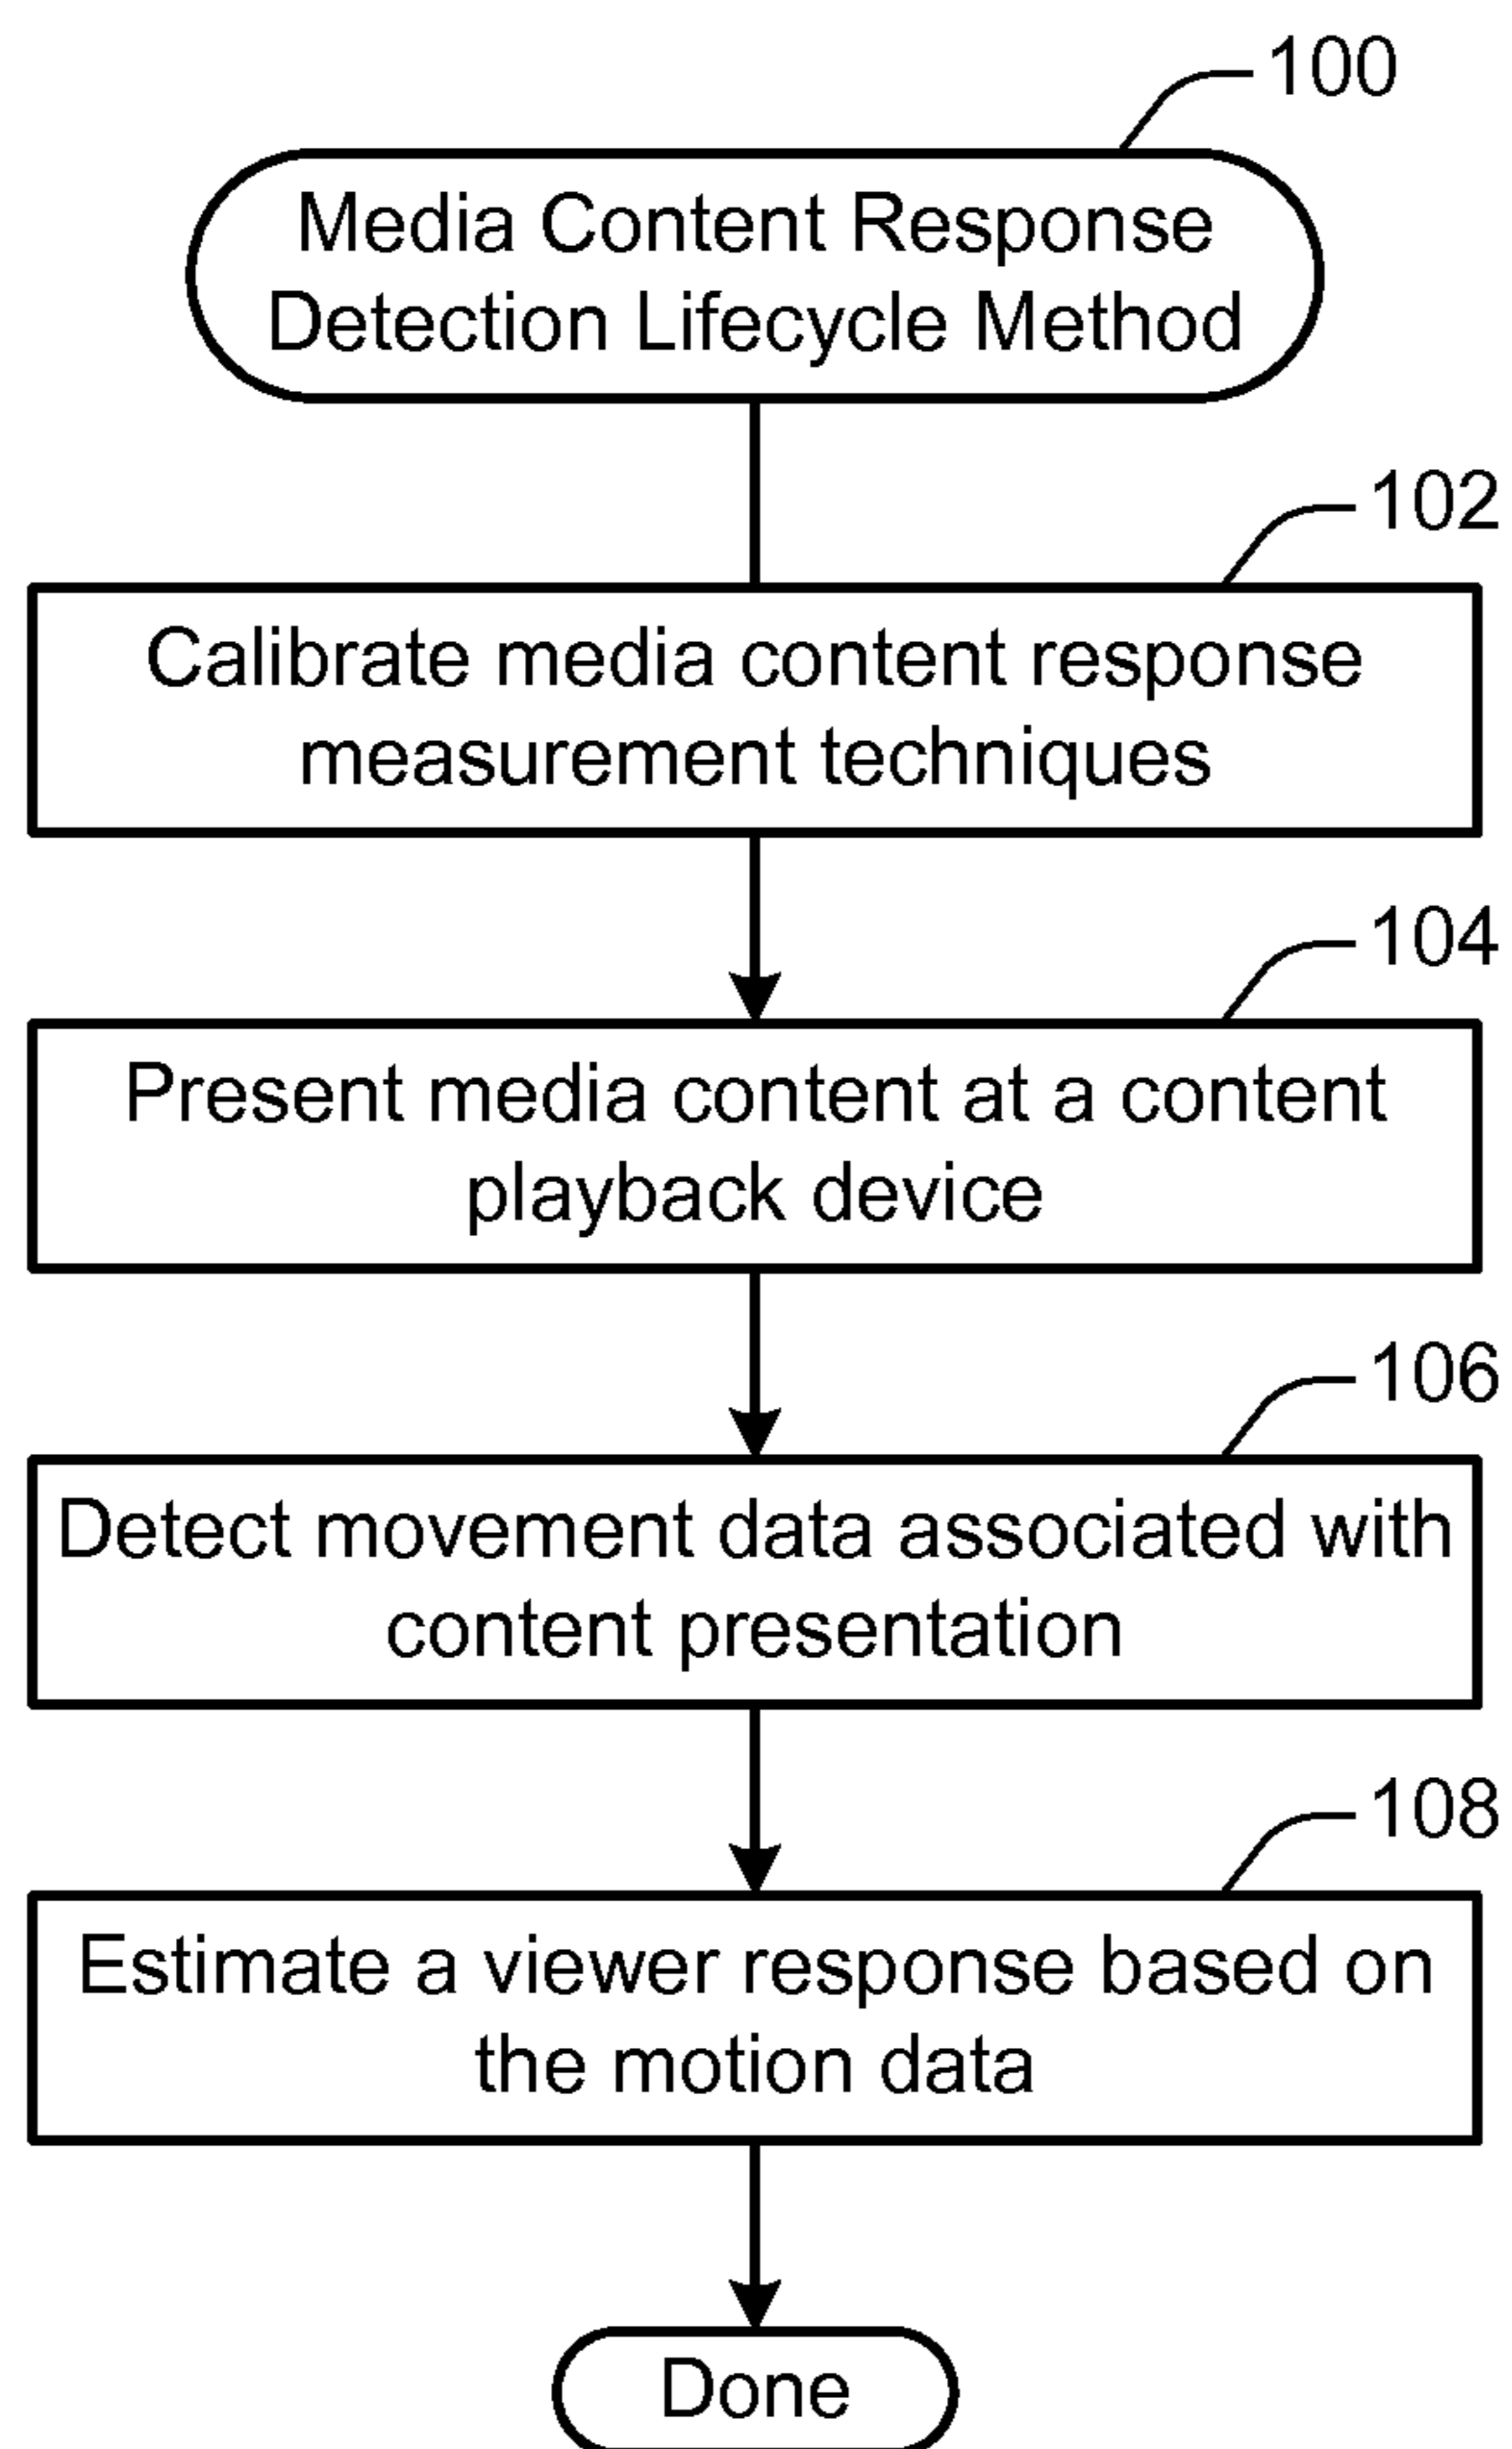 100
Media Content Response
Detection Lifecycle Method
102
Calibrate media content response
measurement techniques
104
Present media content at a content
playback device
106
Detect movement data associated with
content presentation
108
Estimate a viewer response based on
the motion data
Done